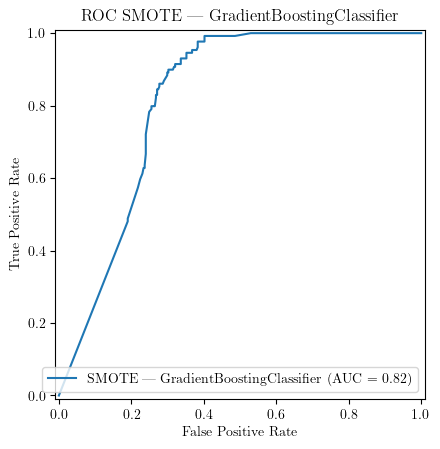 ROC SMOTE — GradientBoostingClassifier
1.0
0.8
0.6
0.4
0.2
0.0
True Positive Rate
SMOTE — GradientBoostingClassifier (AUC = 0.82)
0.0 0.2 0.4 0.6 0.8 1.0
False Positive Rate